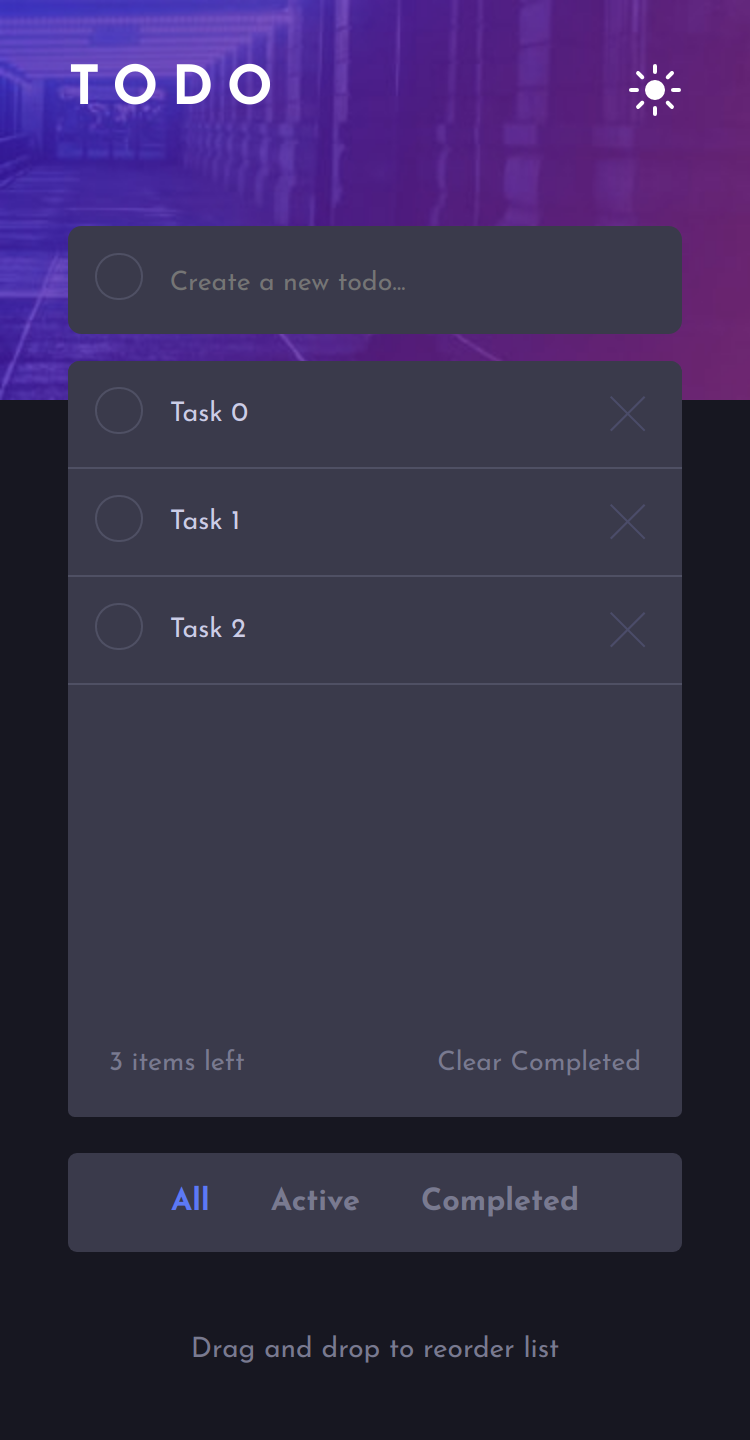 TODO
Create a new todo...
Task 0
Task 1
Task 2
3 items left
Clear Completed
All Active Completed
Drag and drop to reorder list